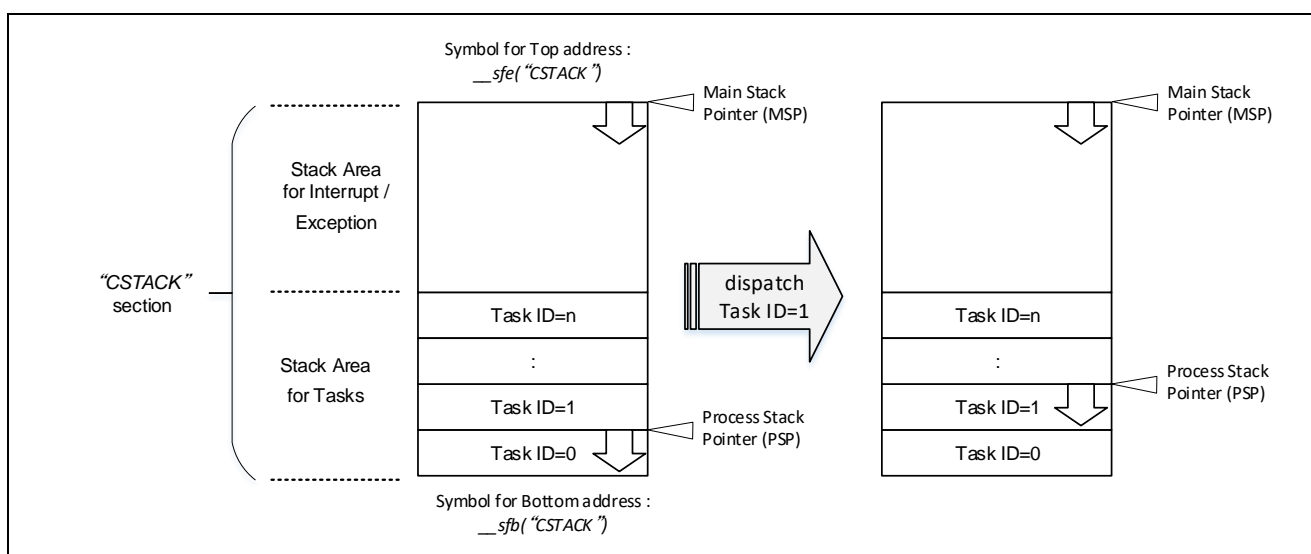 Symbol for Top address :
__sfe(“CSTACK”)
Main Stack
Pointer (MSP)
Main Stack
Pointer (MSP)
Stack Area
for Interrupt /
Exception
“CSTACK”
section
dispatch
Task ID=1
Task ID=n
Task ID=n
:
:
Stack Area
for Tasks
Process Stack
Pointer (PSP)
Task ID=1
Task ID=1
Process Stack
Pointer (PSP)
Task ID=0
Task ID=0
Symbol for Bottom address :
__sfb(“CSTACK”)